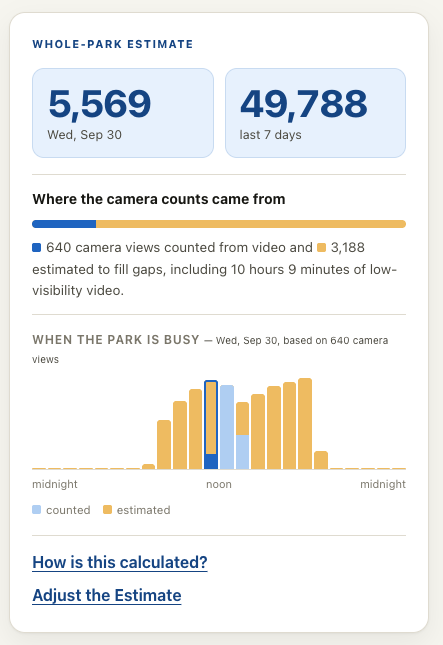 WHOLE-PARK ESTIMATE
5,569
Wed, Sep 30
49,788
last 7 days
Where the camera counts came from
640 camera views counted from video and 3,188
estimated to fill gaps, including 10 hours 9 minutes of low-
visibility video.
WHEN THE PARK IS BUSY — Wed, Sep 30, based on 640 camera
views
midnight noon midnight
counted estimated
How is this calculated?
Adjust the Estimate